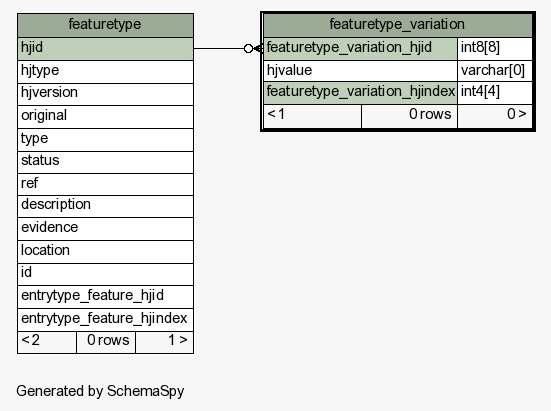 featuretype
hjid
hjtype
hjversion
original
type
status
ref
description
evidence
location
id
entrytype_feature_hjid
entrytype_feature_hjindex
< 2 0 rows 1 >
featuretype_variation
featuretype_variation_hjid int8[8]
hjvalue varchar[0]
featuretype_variation_hjindex int4[4]
< 1 0 rows 0 >
Generated by SchemaSpy